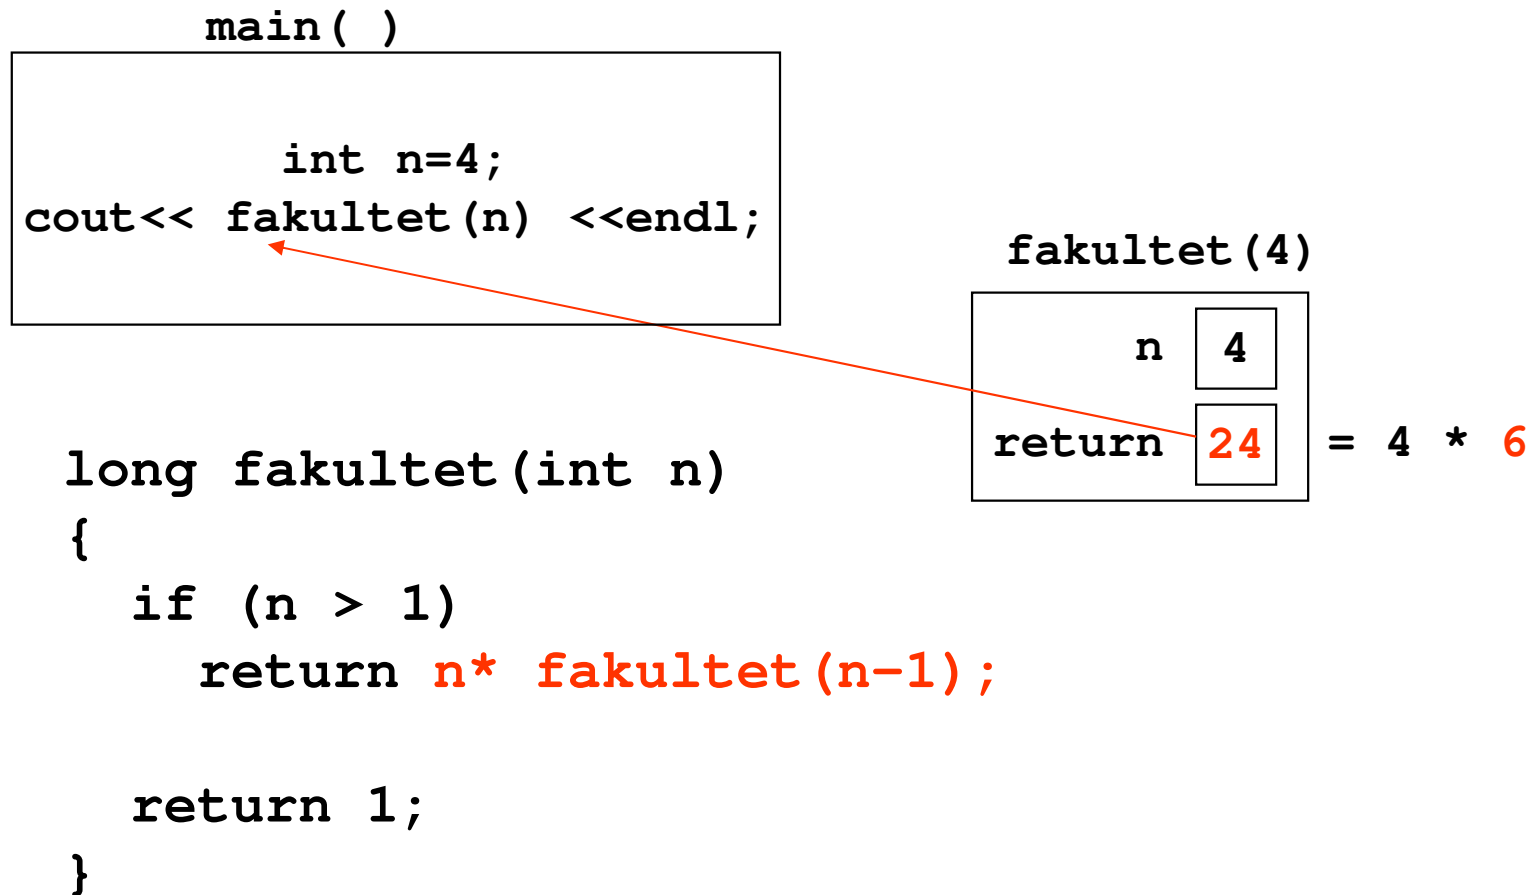 main( )
int n=4;
cout<< fakultet(n) <<endl;
fakultet(4)
n 4
return 24 = 4 * 6
long fakultet(int n)
{
if (n > 1)
return n* fakultet(n-1);
return 1;
}